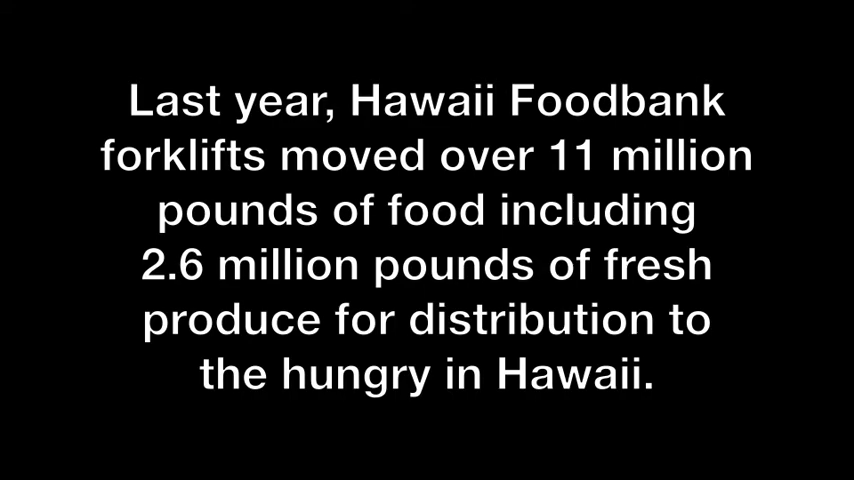 Last year, Hawaii Foodbank
forklifts moved over 11 million
pounds of food including
2.6 million pounds of fresh
produce for distribution to
the hungry in Hawaii.